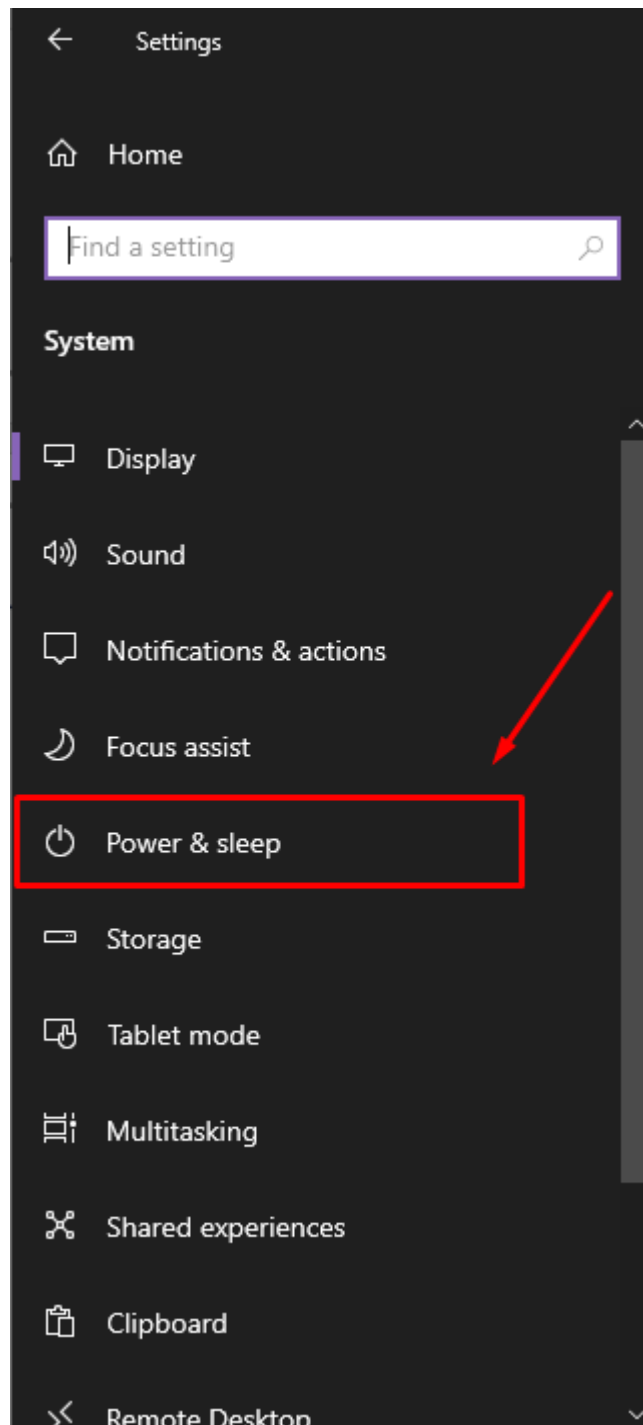 Settings
Home
Find a setting
System
Display
Sound
Notifications & actions
Focus assist
Power & sleep
Storage
Tablet mode
Multitasking
Shared experiences
Clipboard
Remote Desktop